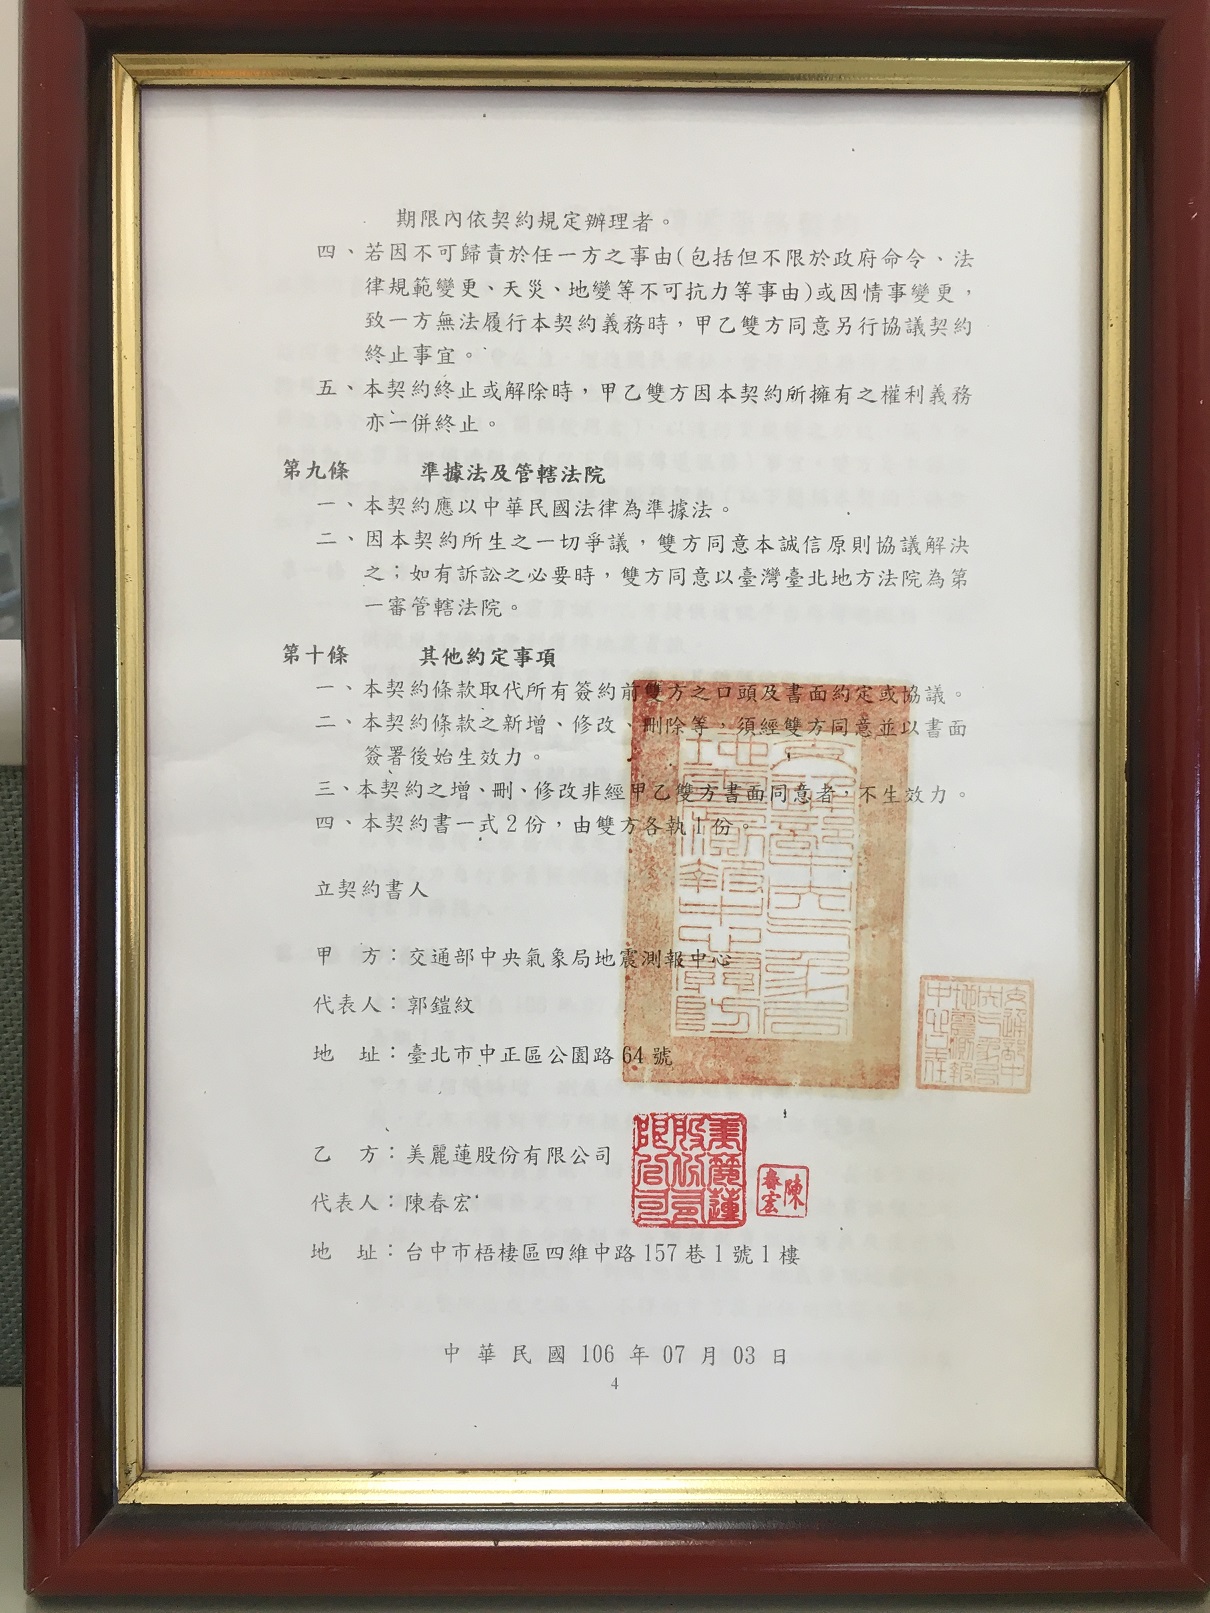 期限內依契約規定辦理者。
四、若因不可歸責於任一方之事由(包括但不限於政府命令、法
律規範變更、天災、地變等不可抗力等事由)或因情事變更，
致一方無法履行本契約義務時，甲乙雙方同意另行協議契約
終止事宜。
五、本契約終止或解除時，甲乙雙方因本契約所擁有之權利義務
亦一併終止。
第九條 準據法及管轄法院
一、本契約應以中華民國法律為準據法。
二、因本契約所生之一切爭議，雙方同意本誠信原則協議解決
之；如有訴訟之必要時，雙方同意以臺灣臺北地方法院為第
一審管轄法院。
第十條 其他約定事項
一、本契約條款取代所有簽約前雙方之口頭及書面約定或協議。
二、本契約條款之新增、修改、刪除等，須經雙方同意並以書面
簽署後始生效力。
三、本契約之增、刪、修改非經甲乙雙方書面同意者，不生效力。
四、本契約書一式2份，由雙方各執1份。
立契約書人
甲 方：交通部中央氣象局地震測報中心
代表人：郭鎧紋
地 址：臺北市中正區公園路64號
乙 方：美麗蓮股份有限公司
美麗蓮股份有限公司
代表人：陳春宏
陳春宏
地 址：台中市梧棲區四維中路157巷1號1樓
中華民國106年07月03日
4